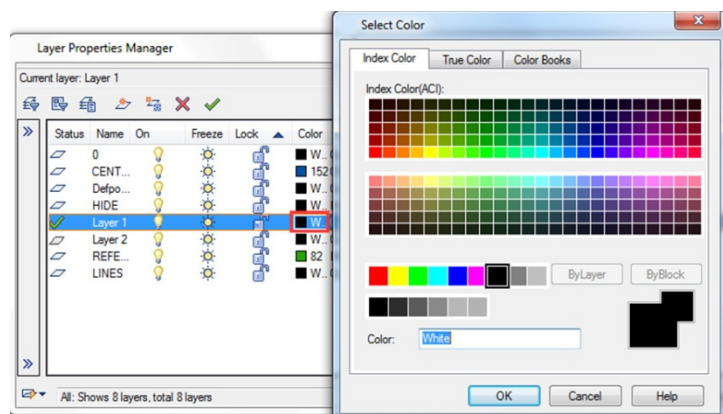 Layer Properties Manager
Current layer: Layer 1
Status Name On Freeze Lock Color
0 W..
CENT... 152
Defpo... W..
HIDE W..
Layer 1 W
Layer 2 W..
REFE... 82
LINES W..
All: Shows 8 layers, total 8 layers
Select Color
Index Color True Color Color Books
Index Color(ACI):
ByLayer ByBlock
Color: White
OK Cancel Help